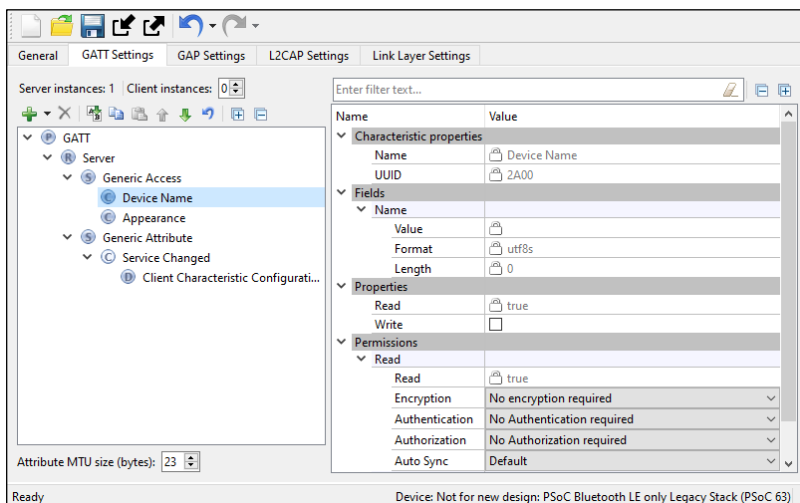 General GATT Settings GAP Settings L2CAP Settings Link Layer Settings
Server instances: 1 Client instances: 0
GATT
Server
Generic Access
Device Name
Appearance
Generic Attribute
Service Changed
Client Characteristic Configurati...
Attribute MTU size (bytes): 23
Enter filter text...
Name Value
Characteristic properties
Name Device Name
UUID 2A00
Fields
Name
Value
Format utf8s
Length 0
Properties
Read true
Write
Permissions
Read
Read true
Encryption No encryption required
Authentication No Authentication required
Authorization No Authorization required
Auto Sync Default
Ready Device: Not for new design: PSoC Bluetooth LE only Legacy Stack (PSoC 63)